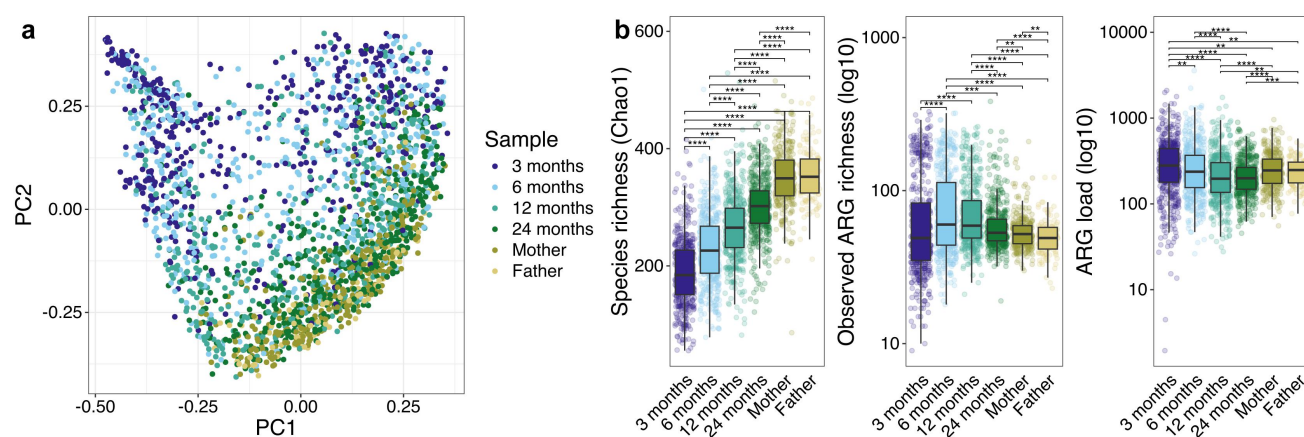 a
PC2
0.25
0.00
-0.25
-0.50
-0.25
0.00
0.25
PC1
Sample
3 months
6 months
12 months
24 months
Mother
Father
b
Species richness (Chao1)
600
400
200
****
****
****
****
****
****
****
****
****
****
****
****
****
****
3 months
6 months
12 months
24 months
Mother
Father
Observed ARG richness (log10)
1000
100
10
**
****
**
****
****
****
****
***
****
****
3 months
6 months
12 months
24 months
Mother
Father
ARG load (log10)
10000
1000
100
10
****
****
**
**
****
****
**
**
****
***
3 months
6 months
12 months
24 months
Mother
Father